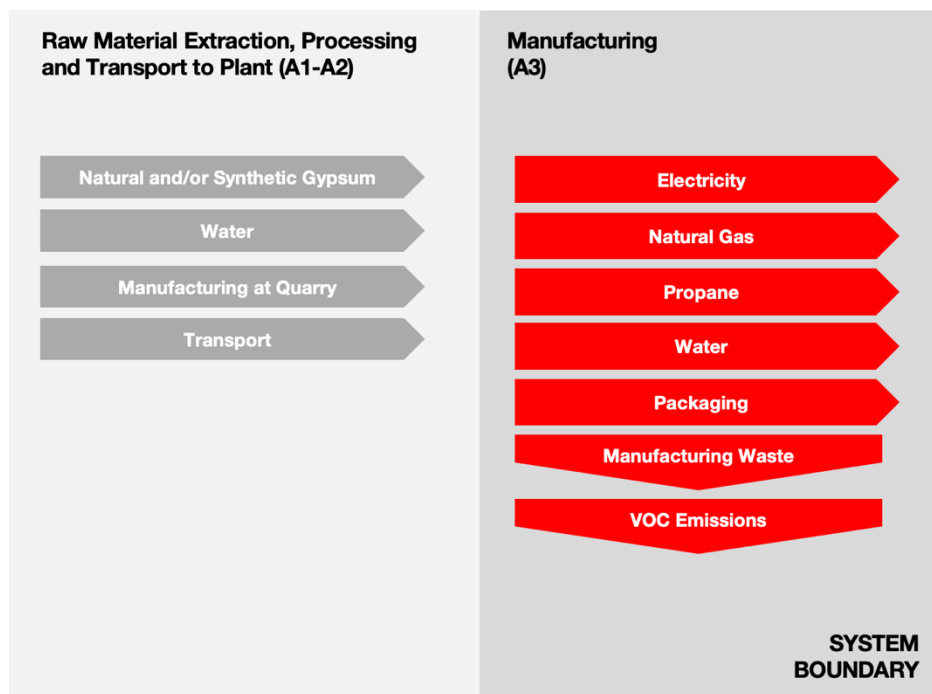 Raw Material Extraction, Processing
and Transport to Plant (A1-A2)
Natural and/or Synthetic Gypsum
Water
Manufacturing at Quarry
Transport
Manufacturing
(A3)
Electricity
Natural Gas
Propane
Water
Packaging
Manufacturing Waste
VOC Emissions
SYSTEM
BOUNDARY